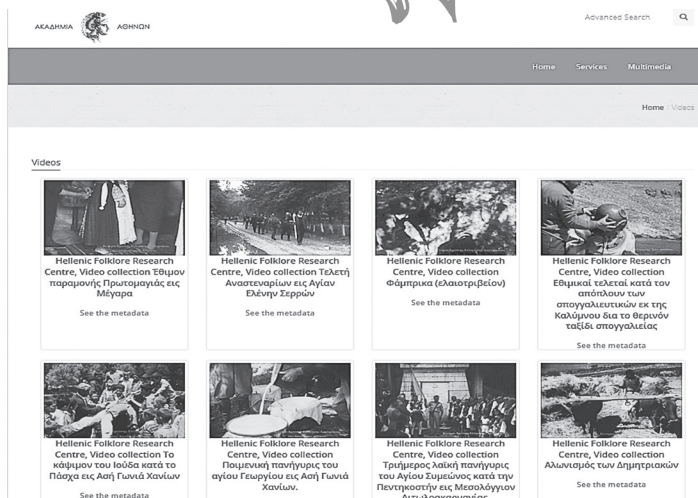 Advanced Search
ΑΚΑΔΗΜΙΑ ΑΘΗΝΩΝ
Home Services Multimedia
Home / Videos
Videos
Hellenic Folklore Research
Centre, Video collection Έθιμον
παραμονής Πρωτομαγιάς εις
Μέγαρα
See the metadata
Hellenic Folklore Research
Centre, Video collection Τελετή
Αναστεναρίων εις Αγίαν
Ελένην Σερρών
See the metadata
Hellenic Folklore Research
Centre, Video collection
Φάμπρικα (ελαιοτριβείον)
See the metadata
Hellenic Folklore Research
Centre, Video collection
Εθιμικαί τελεταί κατά τον
απόπλουν των
σπογγαλιευτικών εκ της
Καλύμνου δια το θερινόν
ταξίδι σπογγαλιείας
See the metadata
Hellenic Folklore Research
Centre, Video collection Το
κάψιμον του Ιούδα κατά το
Πάσχα εις Ασή Γωνιά Χανίων
See the metadata
Hellenic Folklore Research
Centre, Video collection
Ποιμενική πανήγυρις του
αγίου Γεωργίου εις Ασή Γωνιά
Χανίων.
Hellenic Folklore Research
Centre, Video collection
Τριήμερος λαϊκή πανήγυρις
του Αγίου Συμεώνος κατά την
Πεντηκοστήν εις Μεσολόγγιον
Αιτωλοακαρνανίας
Hellenic Folklore Research
Centre, Video collection
Αλωνισμός των Δημητριακών
See the metadata